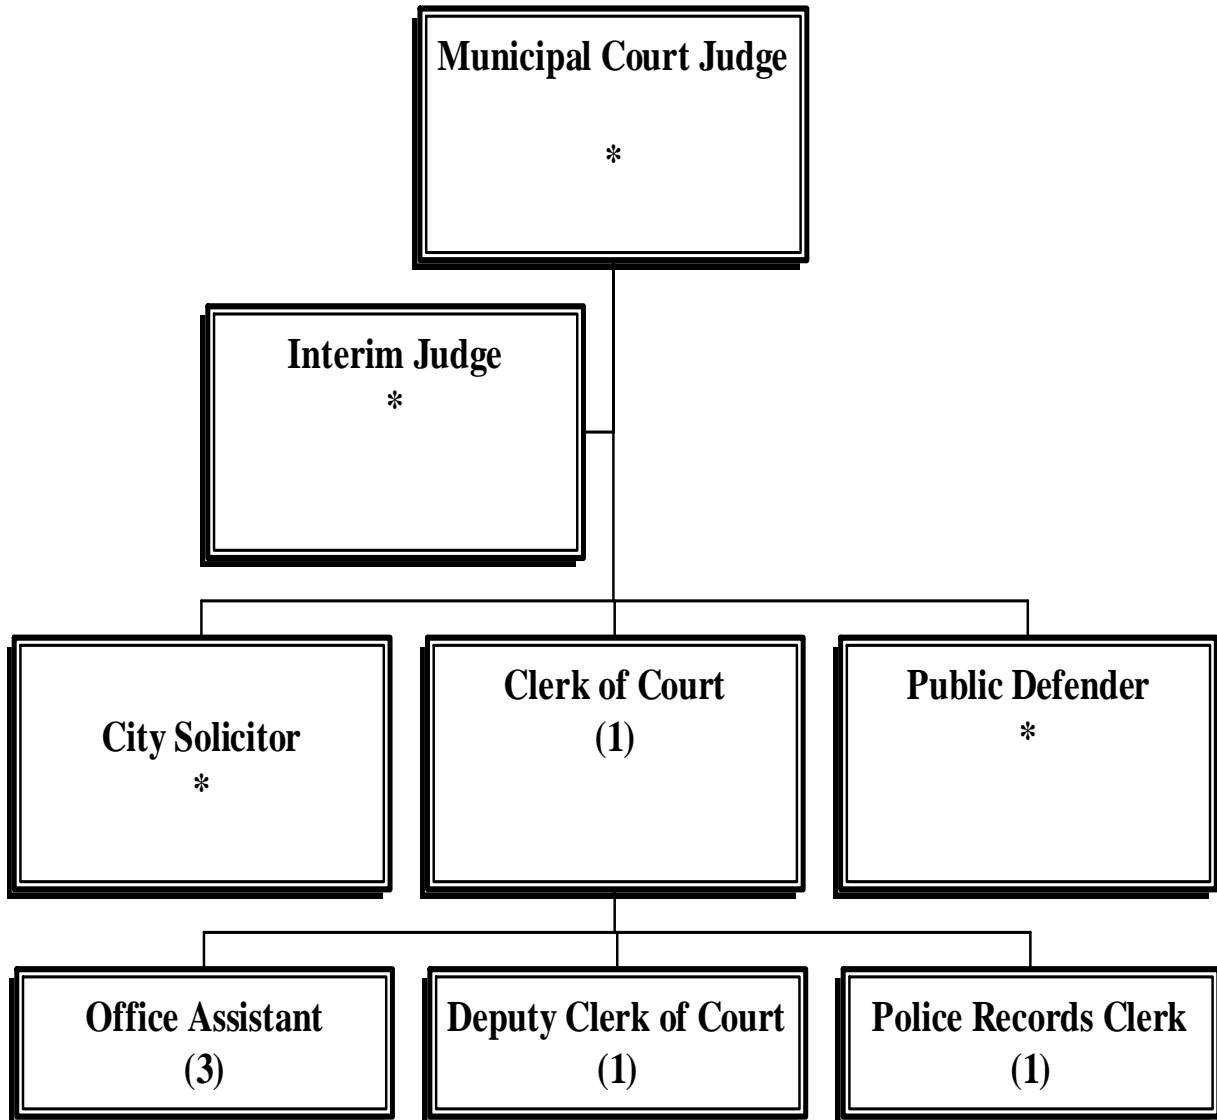 Municipal Court Judge
*
Interim Judge
*
City Solicitor
*
Clerk of Court
(1)
Public Defender
*
Office Assistant
(3)
Deputy Clerk of Court
(1)
Police Records Clerk
(1)